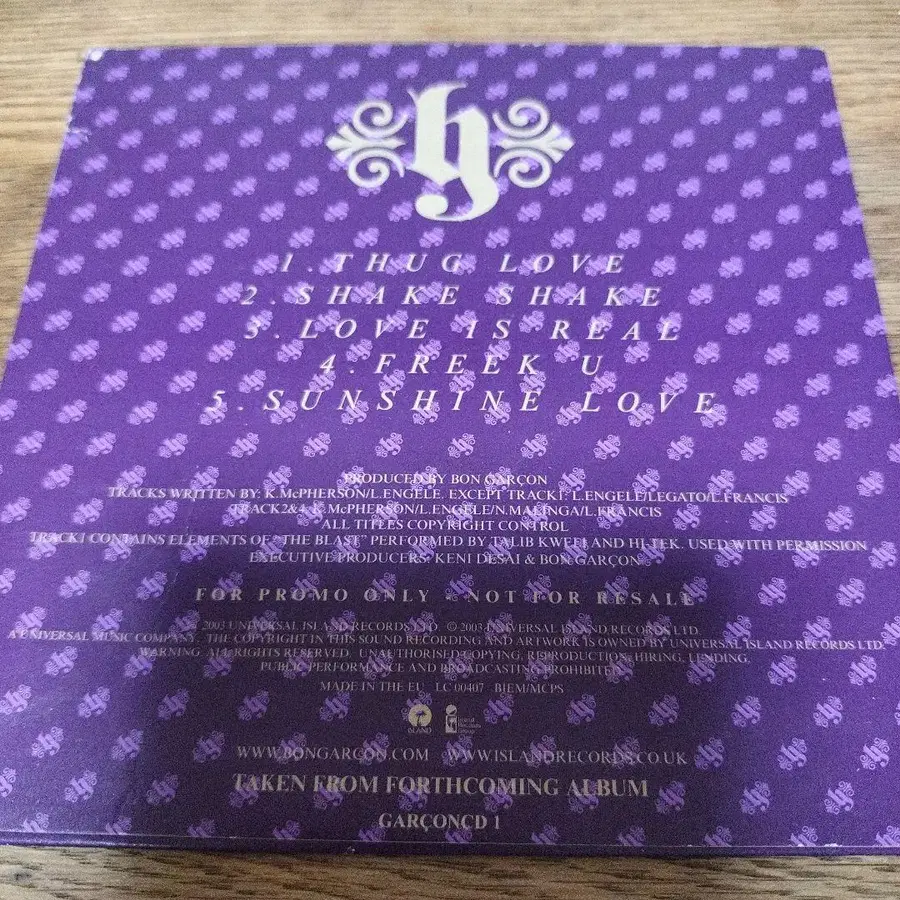 h
1. THUG LOVE
2. SHAKE SHAKE
3. LOVE IS REAL
4. FREEK U
5. SUNSHINE LOVE
PRODUCED BY BON GARÇON
TRACKS WRITTEN BY: K.McPHERSON/L.ENGELE. EXCEPT TRACK1: L.ENGELE/LEGATO/L.FRANCIS
TRACK2&4: K.McPHERSON/L.ENGELE/N.MALINGA/L.FRANCIS
ALL TITLES COPYRIGHT CONTROL
TRACK1 CONTAINS ELEMENTS OF "THE BLAST" PERFORMED BY TALIB KWELI AND HI-TEK. USED WITH PERMISSION
EXECUTIVE PRODUCERS: KENI DESAI & BON GARÇON
FOR PROMO ONLY - NOT FOR RESALE
2003 UNIVERSAL ISLAND RECORDS LTD © 2003 UNIVERSAL ISLAND RECORDS LTD.
A UNIVERSAL MUSIC COMPANY. THE COPYRIGHT IN THIS SOUND RECORDING AND ARTWORK IS OWNED BY UNIVERSAL ISLAND RECORDS LTD.
WARNING. ALL RIGHTS RESERVED. UNAUTHORISED COPYING, REPRODUCTION, HIRING, LENDING,
PUBLIC PERFORMANCE AND BROADCASTING PROHIBITED
MADE IN THE EU LC 00407 BIEM/MCPS
ISLAND
WWW.BONGARCON.COM WWW.ISLANDRECORDS.CO.UK
TAKEN FROM FORTHCOMING ALBUM
GARÇONCD 1